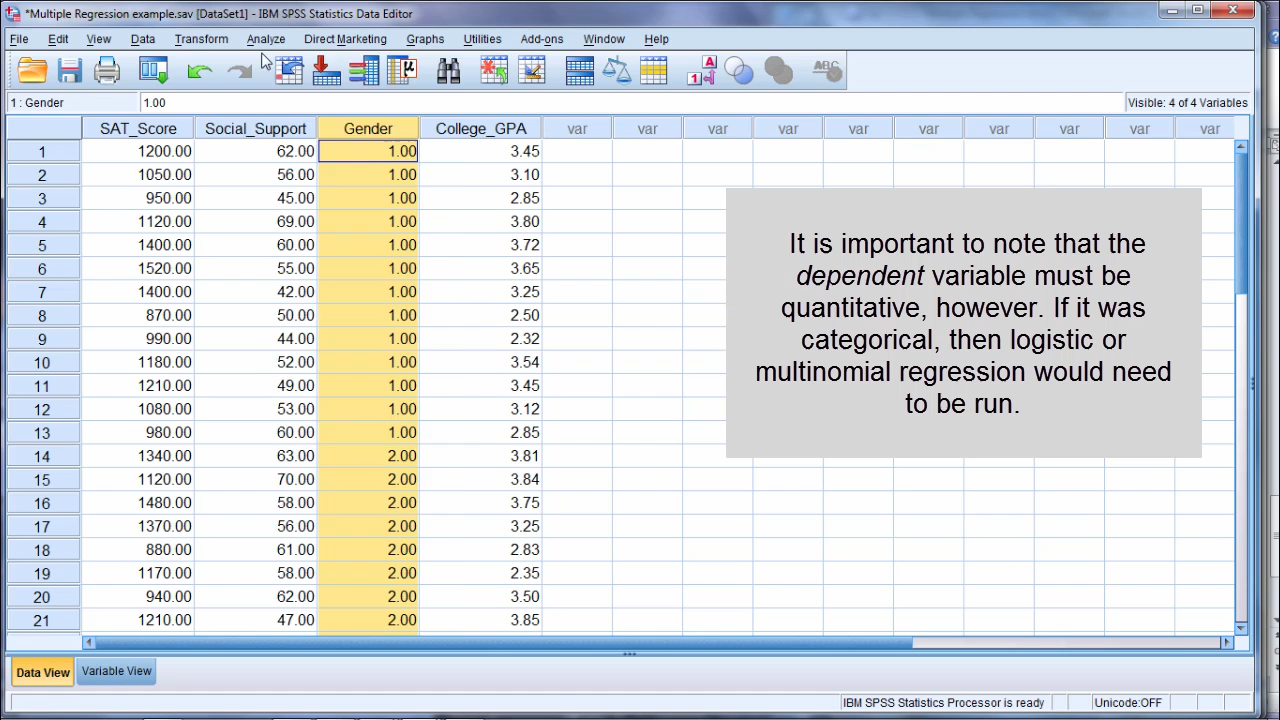 *Multiple Regression example.sav [DataSet1] - IBM SPSS Statistics Data Editor
File Edit View Data Transform Analyze Direct Marketing Graphs Utilities Add-ons Window Help
1 : Gender 1.00 Visible: 4 of 4 Variables
SAT_Score Social_Support Gender College_GPA var var var var var var var var var var
1 1200.00 62.00 1.00 3.45
2 1050.00 56.00 1.00 3.10
3 950.00 45.00 1.00 2.85
4 1120.00 69.00 1.00 3.80
5 1400.00 60.00 1.00 3.72
6 1520.00 55.00 1.00 3.65
7 1400.00 42.00 1.00 3.25
8 870.00 50.00 1.00 2.50
9 990.00 44.00 1.00 2.32
10 1180.00 52.00 1.00 3.54
11 1210.00 49.00 1.00 3.45
12 1080.00 53.00 1.00 3.12
13 980.00 60.00 1.00 2.85
14 1340.00 63.00 2.00 3.81
15 1120.00 70.00 2.00 3.84
16 1480.00 58.00 2.00 3.75
17 1370.00 56.00 2.00 3.25
18 880.00 61.00 2.00 2.83
19 1170.00 58.00 2.00 2.35
20 940.00 62.00 2.00 3.50
21 1210.00 47.00 2.00 3.85
It is important to note that the
dependent variable must be
quantitative, however. If it was
categorical, then logistic or
multinomial regression would need
to be run.
Data View Variable View
IBM SPSS Statistics Processor is ready Unicode:OFF